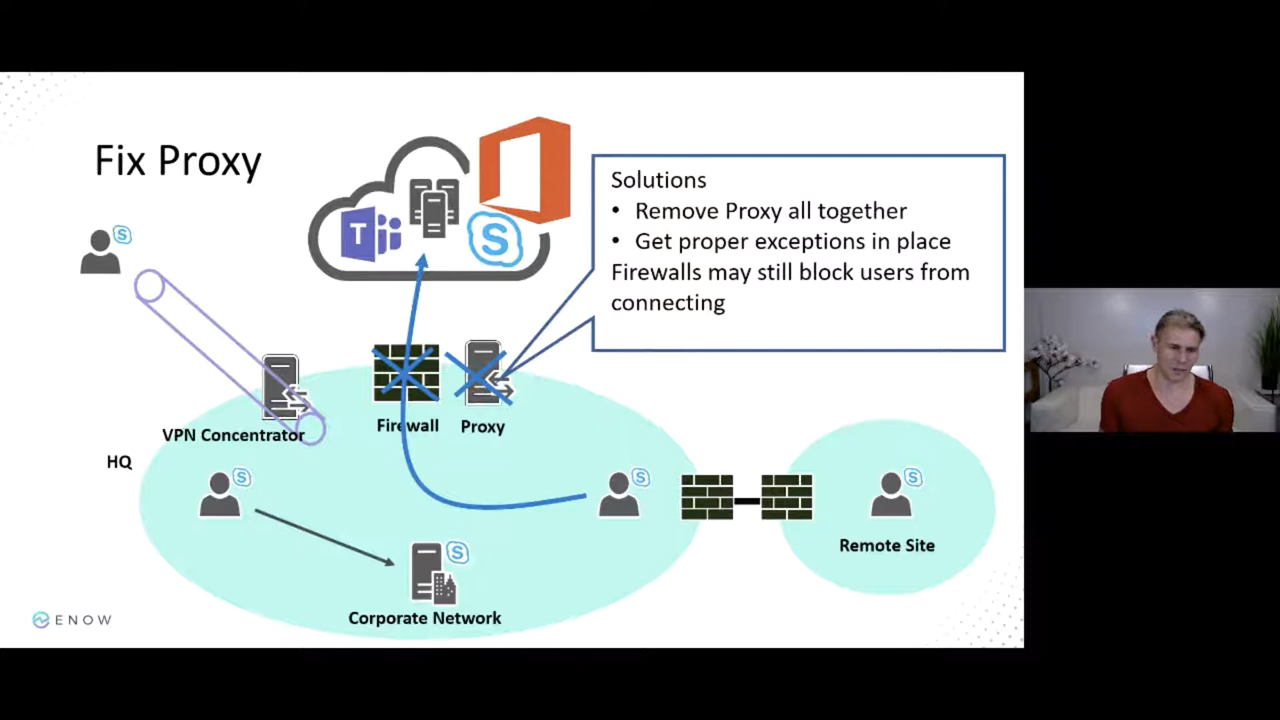 Fix Proxy
Solutions
• Remove Proxy all together
• Get proper exceptions in place
Firewalls may still block users from
connecting
T
S
S
Firewall
Proxy
VPN Concentrator
HQ
S
S
S
Remote Site
S
Corporate Network
ENOW